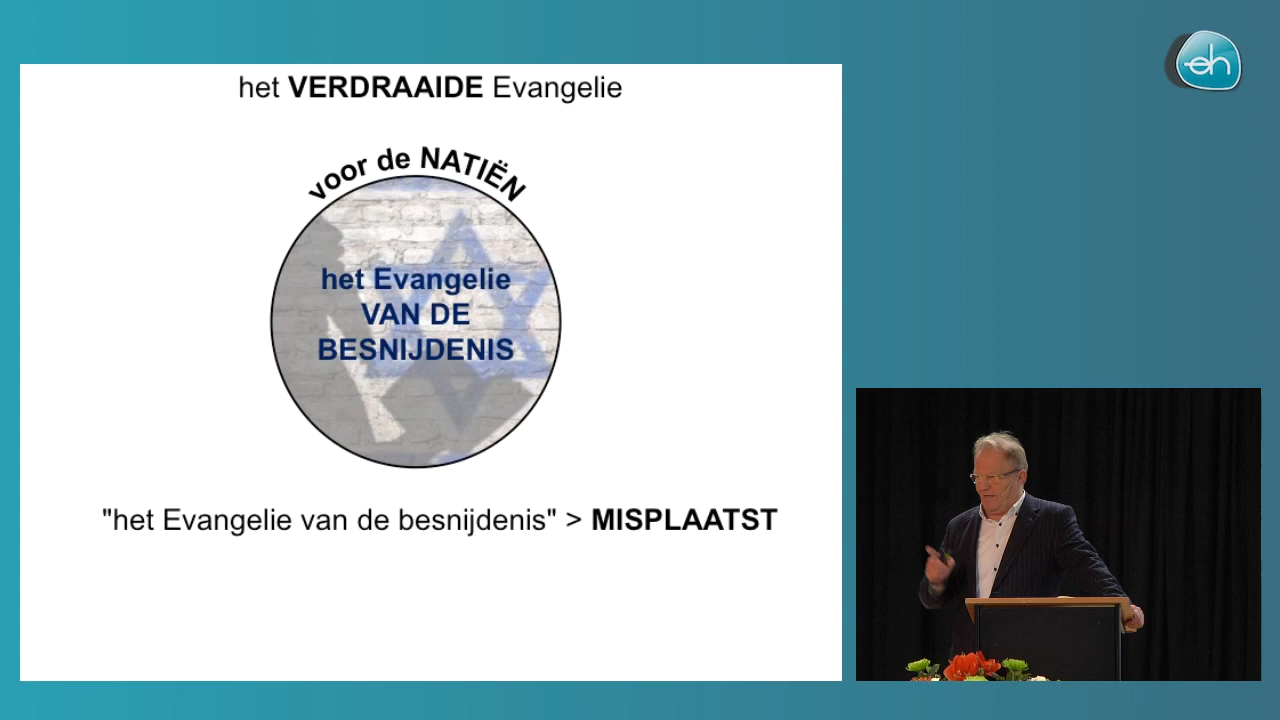 het VERDRAAIDE Evangelie
voor de NATIËN
het Evangelie
VAN DE
BESNIJDENIS
"het Evangelie van de besnijdenis" > MISPLAATST
eh